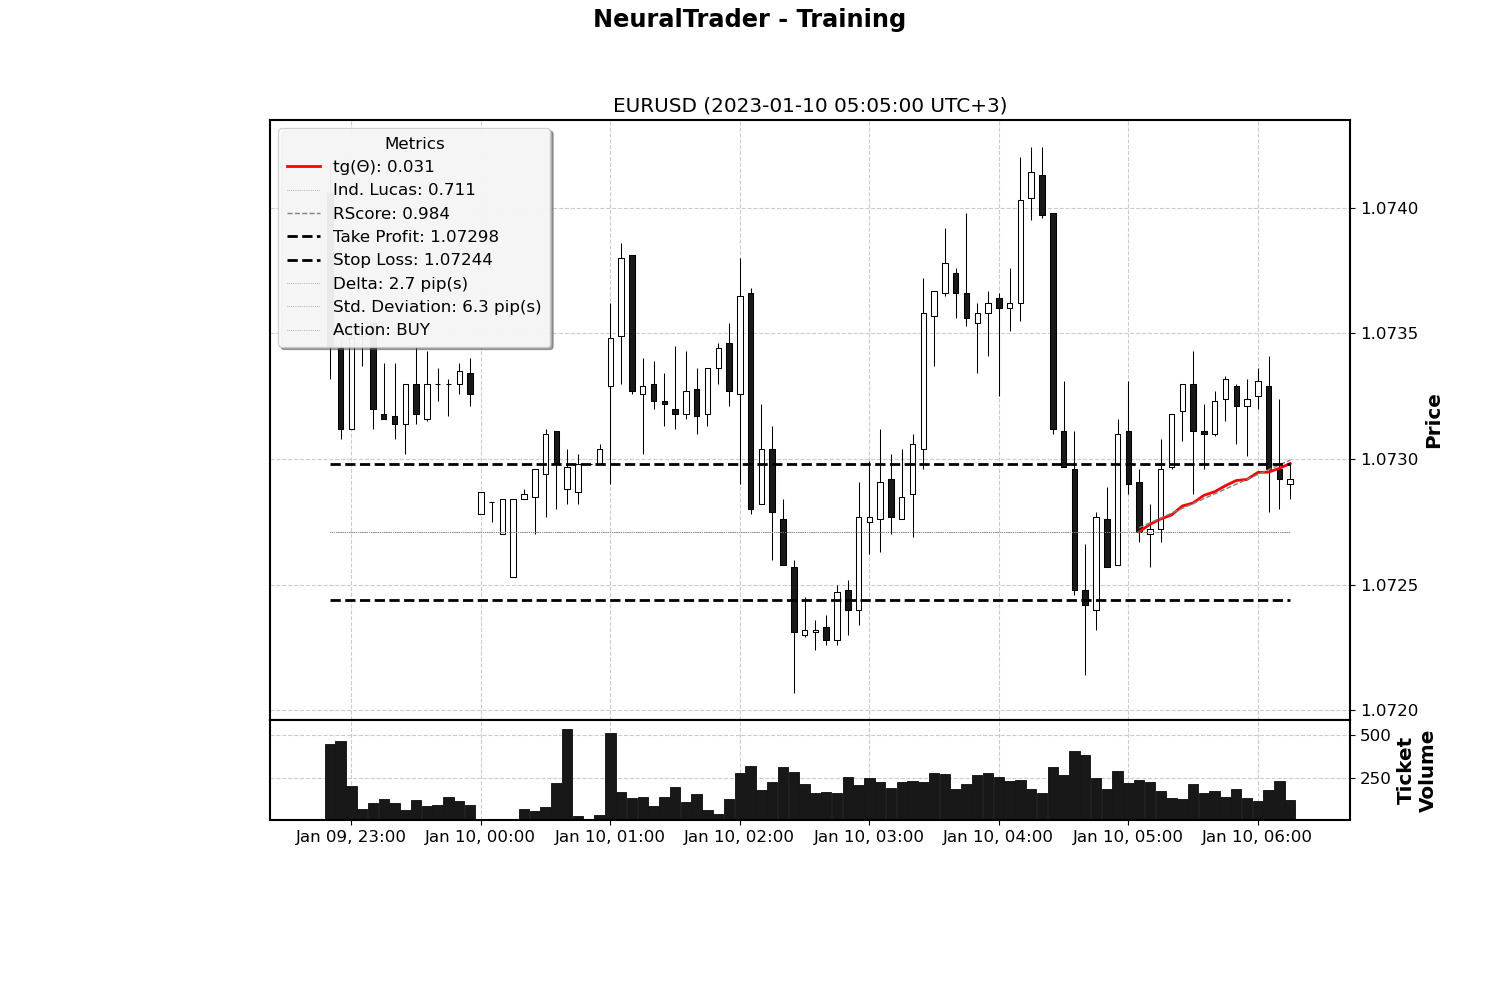 NeuralTrader - Training
EURUSD (2023-01-10 05:05:00 UTC+3)
Metrics
tg(Θ): 0.031
Ind. Lucas: 0.711
RScore: 0.984
Take Profit: 1.07298
Stop Loss: 1.07244
Delta: 2.7 pip(s)
Std. Deviation: 6.3 pip(s)
Action: BUY
1.0740
1.0735
1.0730
1.0725
1.0720
Price
500
250
Ticket
Volume
Jan 09, 23:00
Jan 10, 00:00
Jan 10, 01:00
Jan 10, 02:00
Jan 10, 03:00
Jan 10, 04:00
Jan 10, 05:00
Jan 10, 06:00